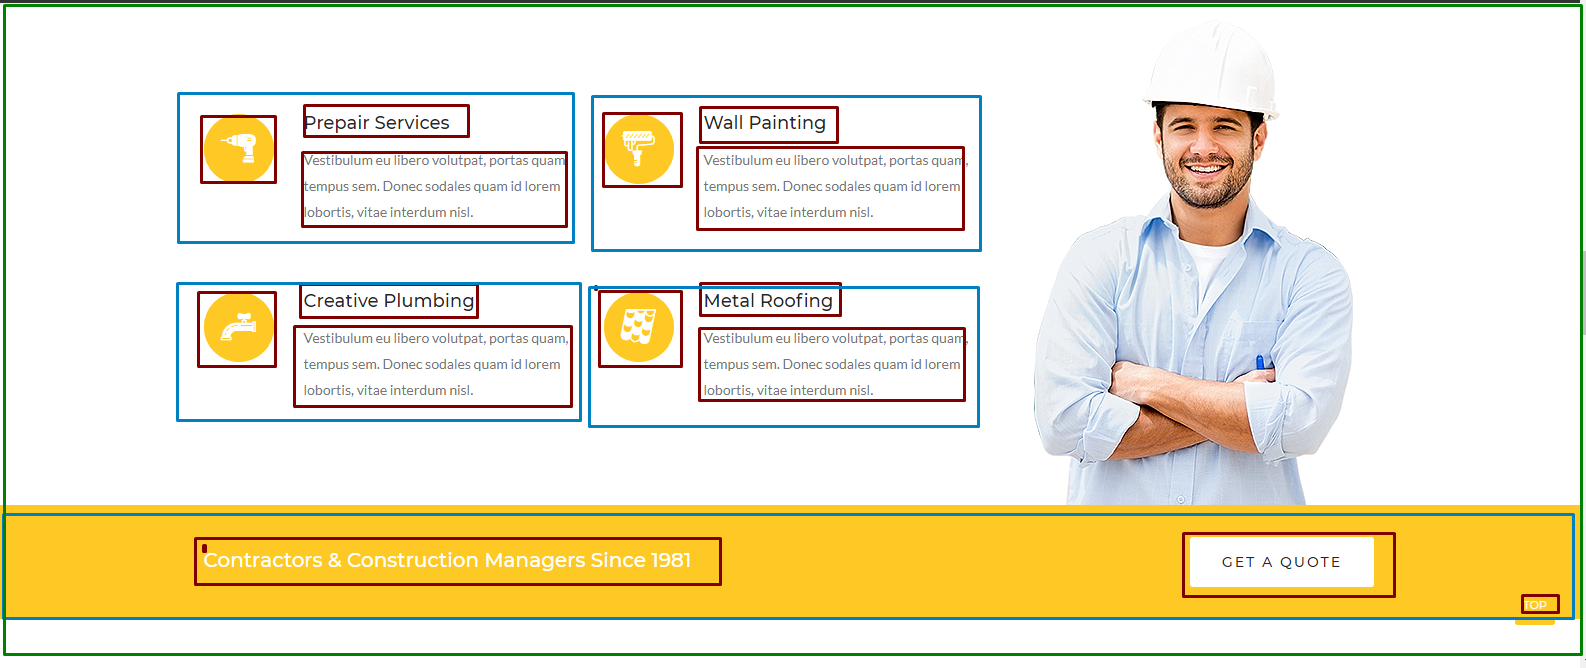 Prepair Services
Vestibulum eu libero volutpat, portas quam
tempus sem. Donec sodales quam id lorem
lobortis, vitae interdum nisl.
Wall Painting
Vestibulum eu libero volutpat, portas quam,
tempus sem. Donec sodales quam id lorem
lobortis, vitae interdum nisl.
Creative Plumbing
Vestibulum eu libero volutpat, portas quam,
tempus sem. Donec sodales quam id lorem
lobortis, vitae interdum nisl.
Metal Roofing
Vestibulum eu libero volutpat, portas quam,
tempus sem. Donec sodales quam id lorem
lobortis, vitae interdum nisl.
Contractors & Construction Managers Since 1981
GET A QUOTE
TOP